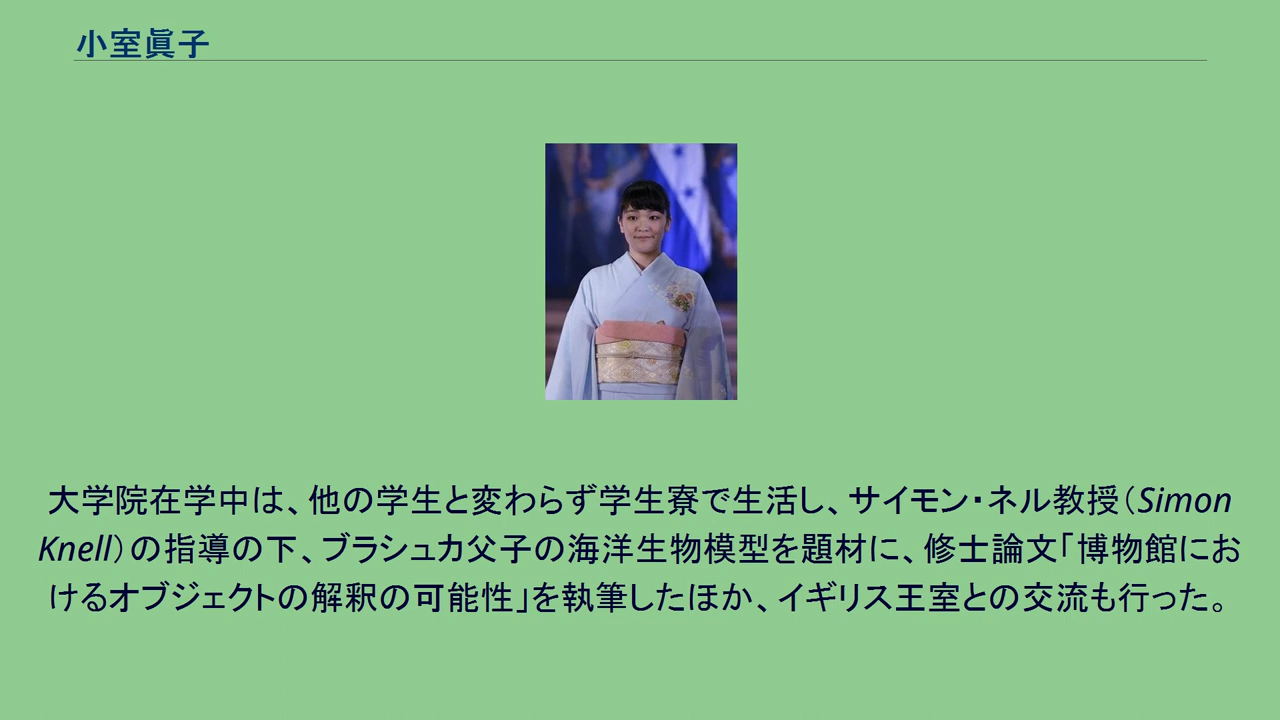 小室眞子
大学院在学中は、他の学生と変わらず学生寮で生活し、サイモン・ネル教授（Simon
Knell）の指導の下、ブラシュカ父子の海洋生物模型を題材に、修士論文「博物館にお
けるオブジェクトの解釈の可能性」を執筆したほか、イギリス王室との交流も行った。